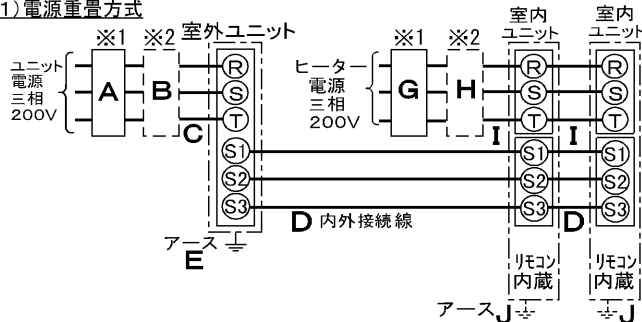 1)電源重畳方式
※1
※2
室外ユニット
ユニット
電源
三相
200V
A
B
C
R
S
T
S1
S2
S3
アース
E
ヒーター
電源
三相
200V
※1
※2
G
H
I
I
室内
ユニット
室内
ユニット
R
S
T
S1
S2
S3
R
S
T
S1
S2
S3
D 内外接続線
D
リモコン
内蔵
リモコン
内蔵
アース J
J